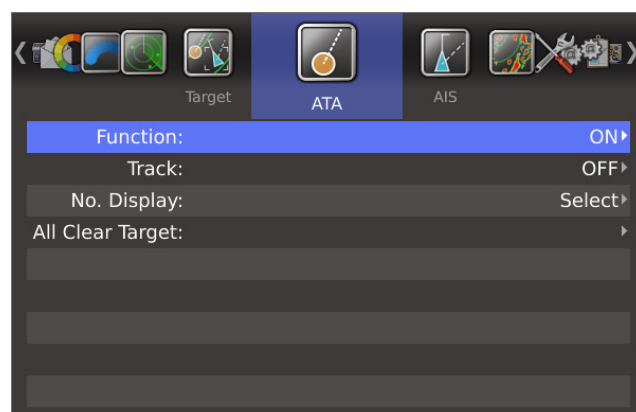 Target
ATA
AIS
Function: ON
Track: OFF
No. Display: Select
All Clear Target: